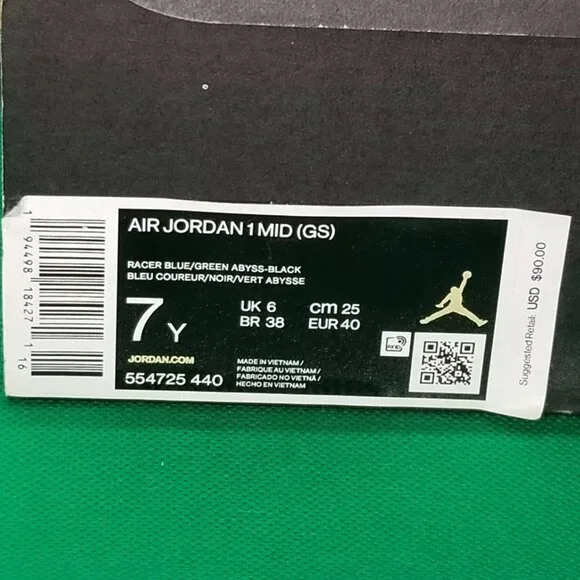 AIR JORDAN 1 MID (GS)
RACER BLUE/GREEN ABYSS-BLACK
BLEU COUREUR/NOIR/VERT ABYSSE
7 Y
UK 6 cm 25
BR 38 EUR 40
JORDAN.COM
554725 440
MADE IN VIETNAM /
FABRIQUE AU VIETNAM /
FABRICADO NO VIETNÃ /
HECHO EN VIETNAM
Suggested Retail: USD $90.00
1 94498 18427 1 16